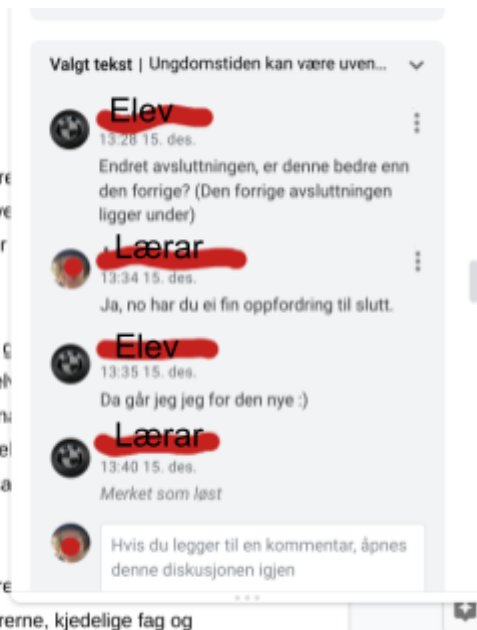 Valgt tekst | Ungdomstiden kan være uven...
Elev
13:28 15. des.
Endret avsluttningen, er denne bedre enn
den forrige? (Den forrige avsluttningen
ligger under)
Lærar
13:34 15. des.
Ja, no har du ei fin oppfordring til slutt.
Elev
13:35 15. des.
Da går jeg jeg for den nye :)
Lærar
13:40 15. des.
Merket som løst
Hvis du legger til en kommentar, åpnes
denne diskusjonen igjen
rerne, kjedelige fag og